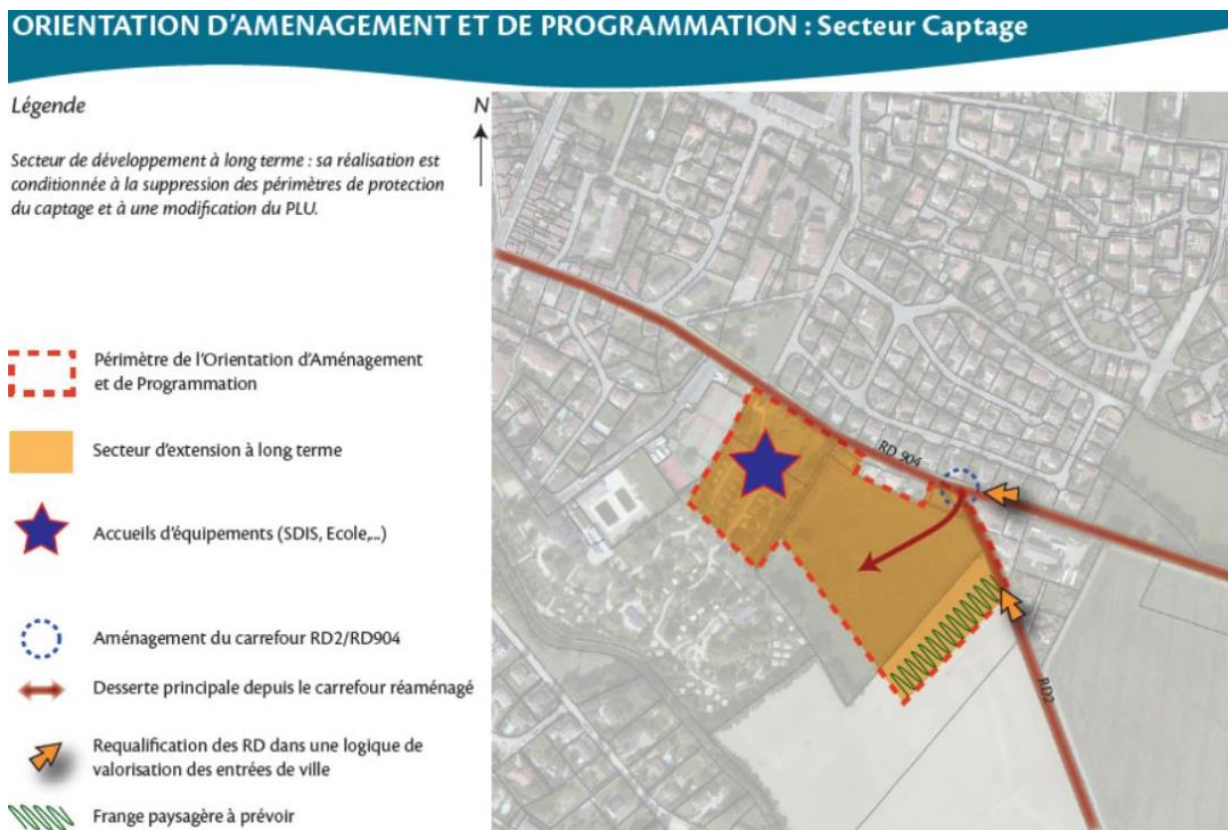 ORIENTATION D'AMENAGEMENT ET DE PROGRAMMATION : Secteur Captage
Légende
N
Secteur de développement à long terme : sa réalisation est
conditionnée à la suppression des périmètres de protection
du captage et à une modification du PLU.
Périmètre de l'Orientation d'Aménagement
et de Programmation
Secteur d'extension à long terme
Accueils d'équipements (SDIS, Ecole,...)
Aménagement du carrefour RD2/RD904
Desserte principale depuis le carrefour réaménagé
Requalification des RD dans une logique de
valorisation des entrées de ville
Frange paysagère à prévoir
RD 904
RD2